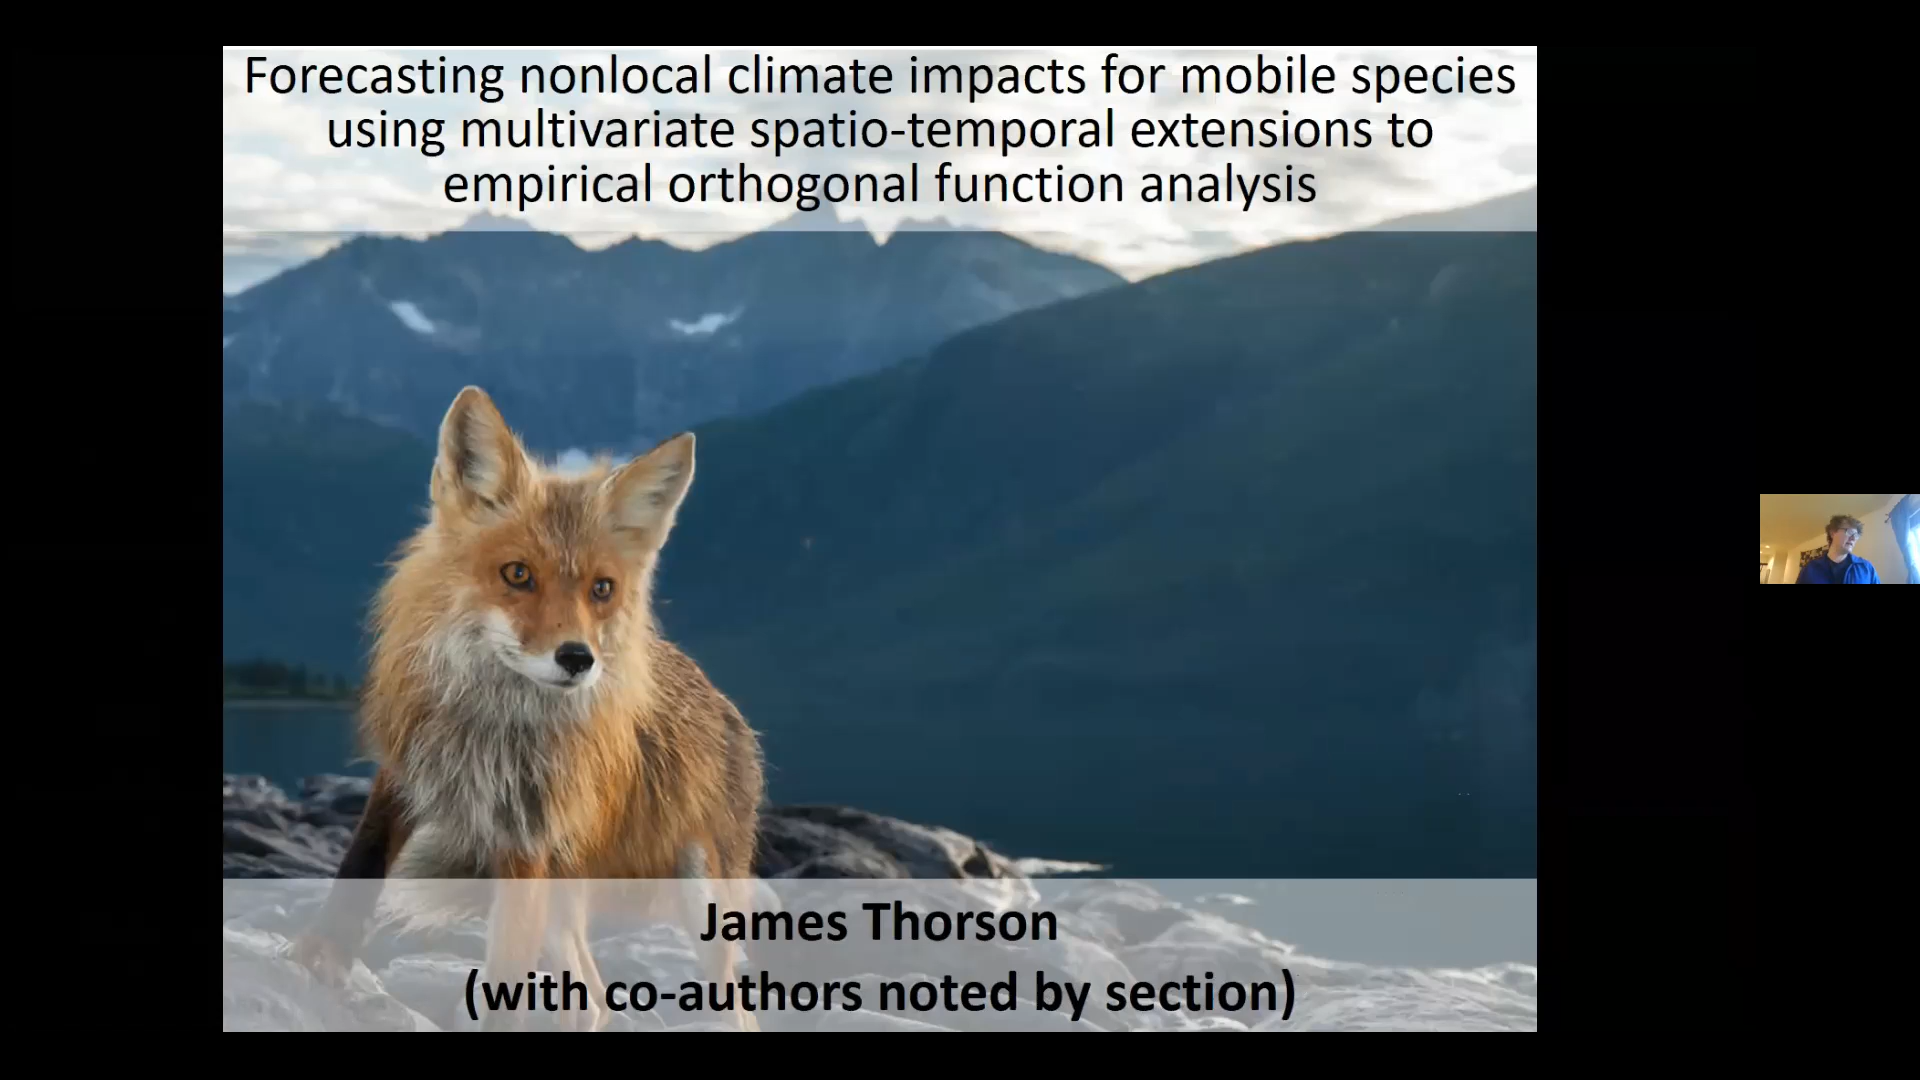 Forecasting nonlocal climate impacts for mobile species
using multivariate spatio-temporal extensions to
empirical orthogonal function analysis
James Thorson
(with co-authors noted by section)